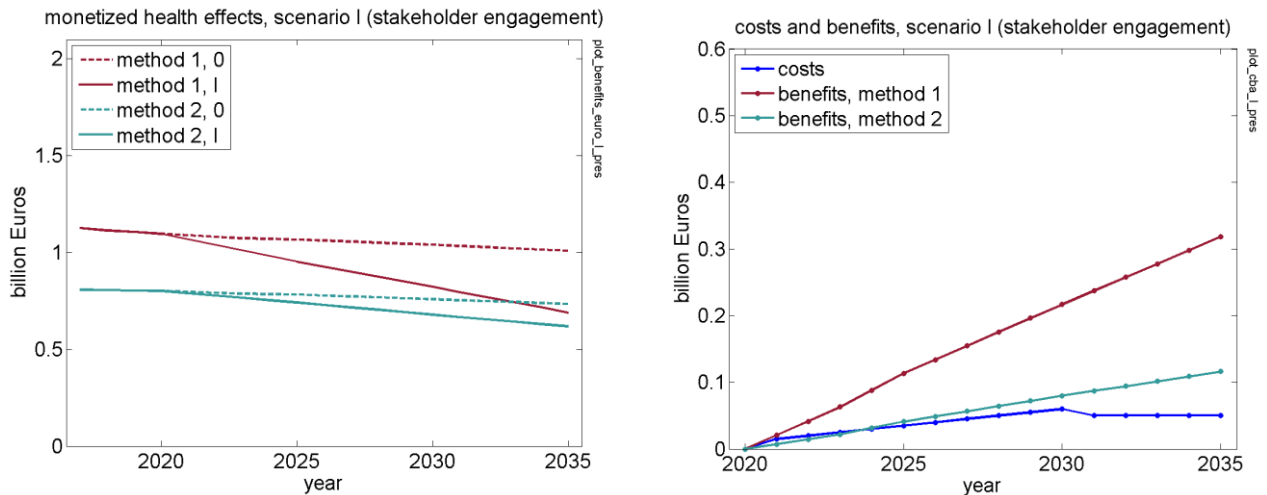 monetized health effects, scenario I (stakeholder engagement)
2
1.5
1
0.5
0
billion Euros
method 1, 0
method 1, I
method 2, 0
method 2, I
plot_benefits_euro_I_pres
2020
2025
2030
2035
year
costs and benefits, scenario I (stakeholder engagement)
0.6
0.5
0.4
0.3
0.2
0.1
0
billion Euros
costs
benefits, method 1
benefits, method 2
plot_cba_I_pres
2020
2025
2030
2035
year